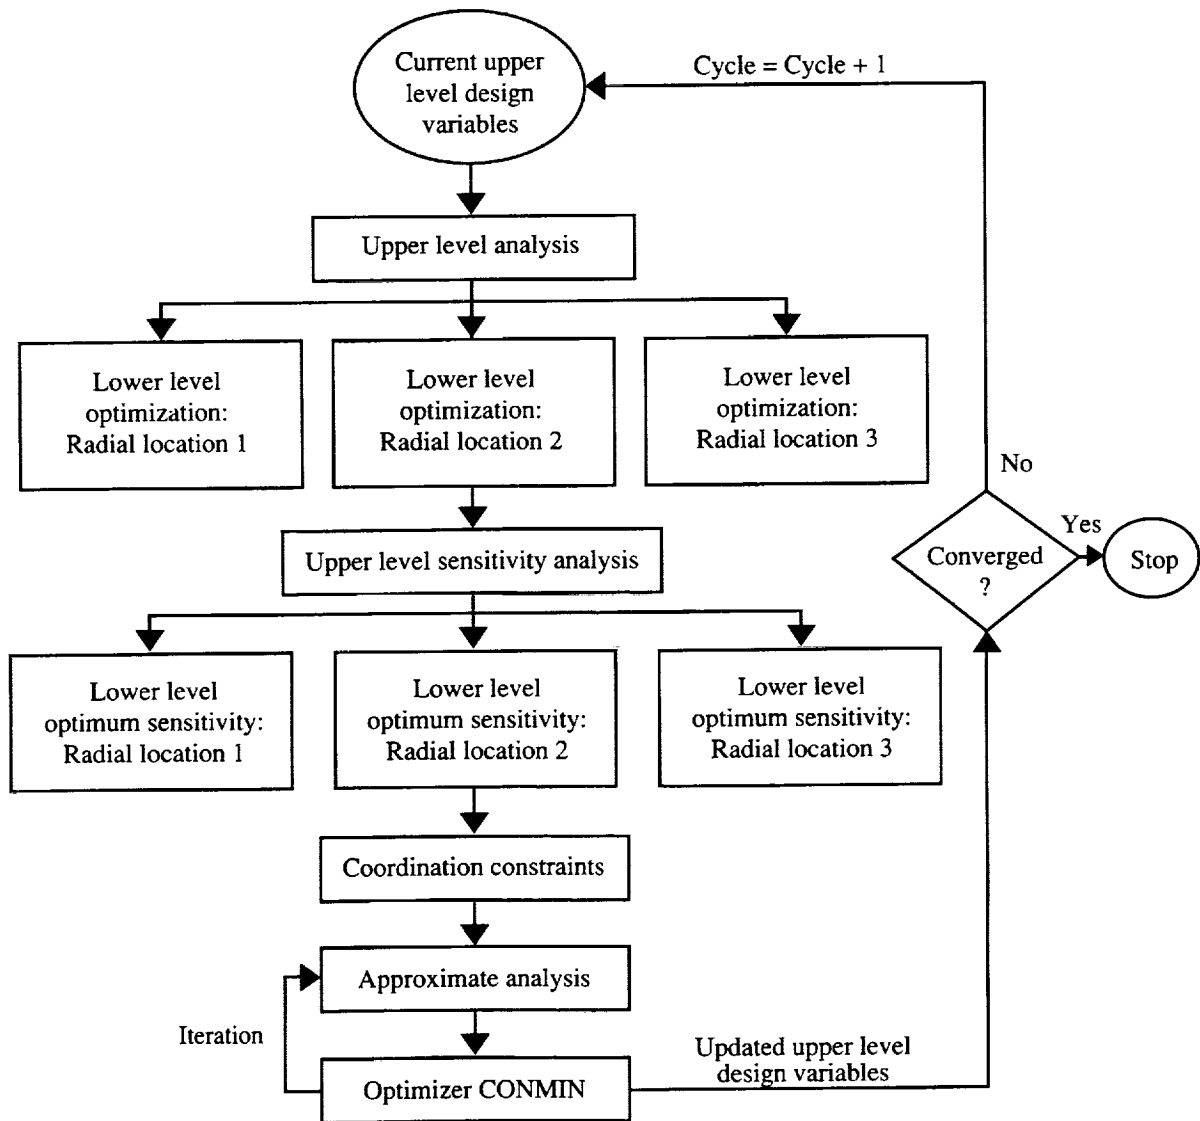 Current upper
level design
variables
Cycle = Cycle + 1
Upper level analysis
Lower level
optimization:
Radial location 1
Lower level
optimization:
Radial location 2
Lower level
optimization:
Radial location 3
No
Yes
Converged
?
Stop
Upper level sensitivity analysis
Lower level
optimum sensitivity:
Radial location 1
Lower level
optimum sensitivity:
Radial location 2
Lower level
optimum sensitivity:
Radial location 3
Coordination constraints
Approximate analysis
Iteration
Optimizer CONMIN
Updated upper level
design variables